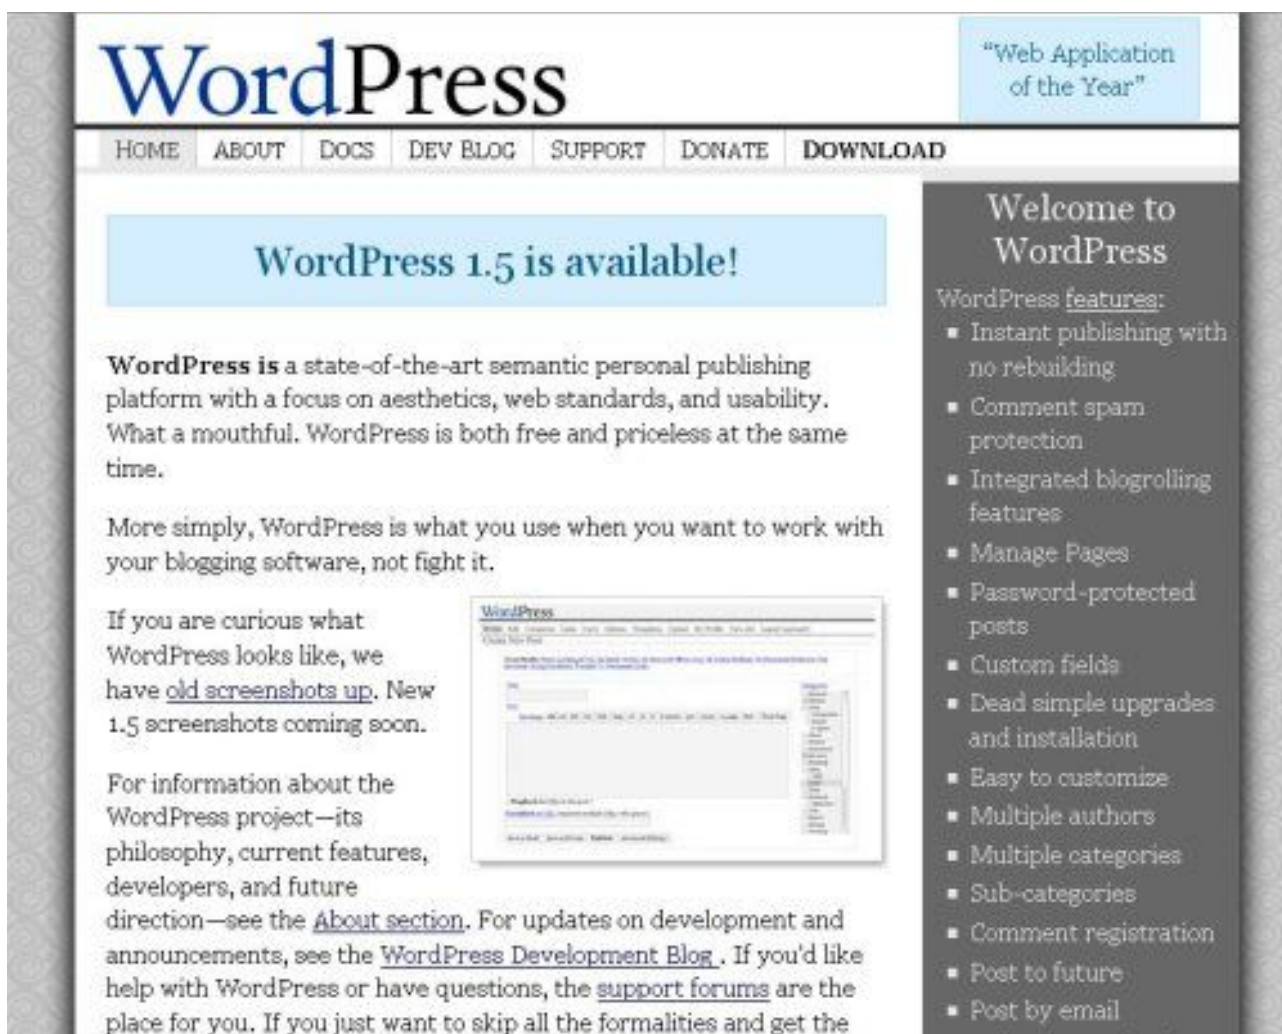 WordPress
“Web Application
of the Year”
HOME ABOUT DOCS DEV BLOG SUPPORT DONATE DOWNLOAD
WordPress 1.5 is available!
WordPress is a state-of-the-art semantic personal publishing
platform with a focus on aesthetics, web standards, and usability.
What a mouthful. WordPress is both free and priceless at the same
time.
More simply, WordPress is what you use when you want to work with
your blogging software, not fight it.
If you are curious what
WordPress looks like, we
have old screenshots up. New
1.5 screenshots coming soon.
WordPress
For information about the
WordPress project—its
philosophy, current features,
developers, and future
direction—see the About section. For updates on development and
announcements, see the WordPress Development Blog . If you'd like
help with WordPress or have questions, the support forums are the
place for you. If you just want to skip all the formalities and get the
Welcome to
WordPress
WordPress features:
Instant publishing with
no rebuilding
Comment spam
protection
Integrated blogrolling
features
Manage Pages
Password-protected
posts
Custom fields
Dead simple upgrades
and installation
Easy to customize
Multiple authors
Multiple categories
Sub-categories
Comment registration
Post to future
Post by email